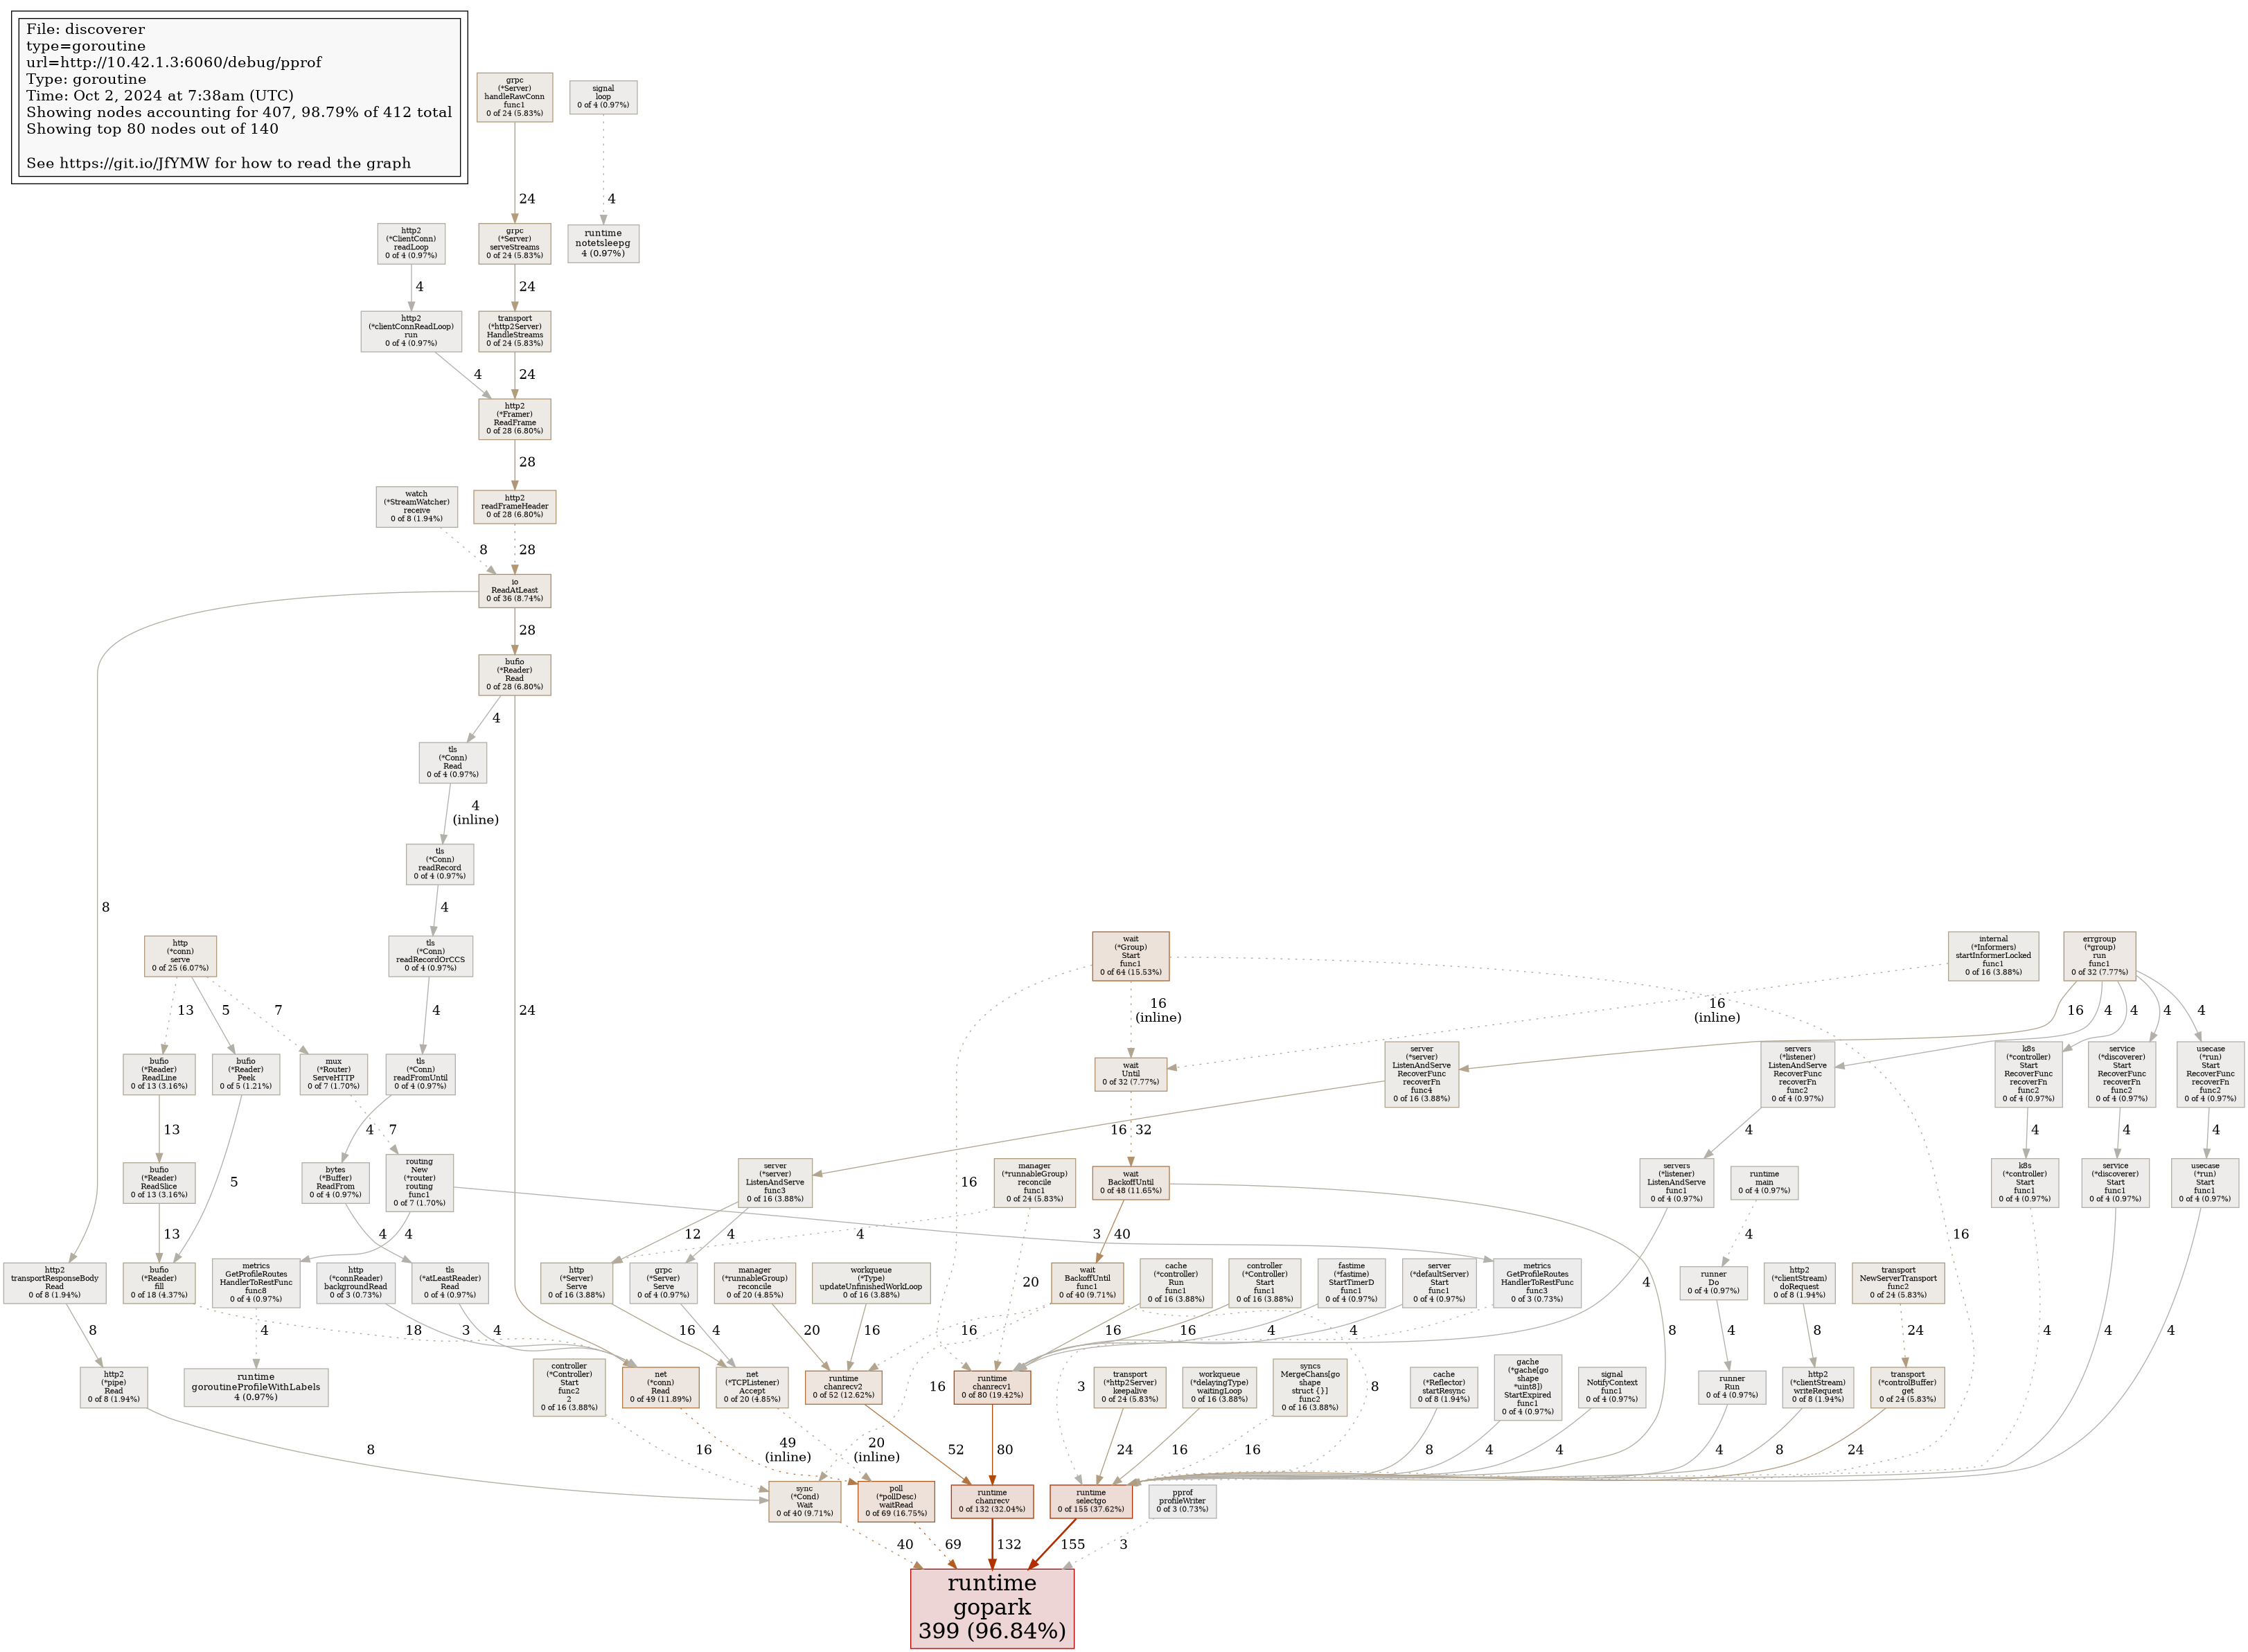 File: discoverer
type=goroutine
url=http://10.42.1.3:6060/debug/pprof
Type: goroutine
Time: Oct 2, 2024 at 7:38am (UTC)
Showing nodes accounting for 407, 98.79% of 412 total
Showing top 80 nodes out of 140
See https://git.io/JfYMW for how to read the graph
grpc
(*Server)
handleRawConn
func1
0 of 24 (5.83%)
signal
loop
0 of 4 (0.97%)
24
4
http2
(*ClientConn)
readLoop
0 of 4 (0.97%)
grpc
(*Server)
serveStreams
0 of 24 (5.83%)
runtime
notetsleepg
4 (0.97%)
4
24
http2
(*clientConnReadLoop)
run
0 of 4 (0.97%)
transport
(*http2Server)
HandleStreams
0 of 24 (5.83%)
4
24
http2
(*Framer)
ReadFrame
0 of 28 (6.80%)
28
watch
(*StreamWatcher)
receive
0 of 8 (1.94%)
http2
readFrameHeader
0 of 28 (6.80%)
8
28
io
ReadAtLeast
0 of 36 (8.74%)
28
bufio
(*Reader)
Read
0 of 28 (6.80%)
4
tls
(*Conn)
Read
0 of 4 (0.97%)
4
(inline)
tls
(*Conn)
readRecord
0 of 4 (0.97%)
8
4
http
(*conn)
serve
0 of 25 (6.07%)
tls
(*Conn)
readRecordOrCCS
0 of 4 (0.97%)
wait
(*Group)
Start
func1
0 of 64 (15.53%)
internal
(*Informers)
startInformerLocked
func1
0 of 16 (3.88%)
errgroup
(*group)
run
func1
0 of 32 (7.77%)
13
5
7
4
24
16
(inline)
16
(inline)
16
4
4
4
4
bufio
(*Reader)
ReadLine
0 of 13 (3.16%)
bufio
(*Reader)
Peek
0 of 5 (1.21%)
mux
(*Router)
ServeHTTP
0 of 7 (1.70%)
tls
(*Conn)
readFromUntil
0 of 4 (0.97%)
wait
Until
0 of 32 (7.77%)
server
(*server)
ListenAndServe
RecoverFunc
recoverFn
func4
0 of 16 (3.88%)
servers
(*listener)
ListenAndServe
RecoverFunc
recoverFn
func2
0 of 4 (0.97%)
k8s
(*controller)
Start
RecoverFunc
recoverFn
func2
0 of 4 (0.97%)
service
(*discoverer)
Start
RecoverFunc
recoverFn
func2
0 of 4 (0.97%)
usecase
(*run)
Start
RecoverFunc
recoverFn
func2
0 of 4 (0.97%)
13
7
4
32
16
4
4
4
4
bufio
(*Reader)
ReadSlice
0 of 13 (3.16%)
5
bytes
(*Buffer)
ReadFrom
0 of 4 (0.97%)
routing
New
(*router)
routing
func1
0 of 7 (1.70%)
server
(*server)
ListenAndServe
func3
0 of 16 (3.88%)
16
manager
(*runnableGroup)
reconcile
func1
0 of 24 (5.83%)
wait
BackoffUntil
0 of 48 (11.65%)
servers
(*listener)
ListenAndServe
func1
0 of 4 (0.97%)
runtime
main
0 of 4 (0.97%)
k8s
(*controller)
Start
func1
0 of 4 (0.97%)
service
(*discoverer)
Start
func1
0 of 4 (0.97%)
usecase
(*run)
Start
func1
0 of 4 (0.97%)
13
4
4
12
4
4
40
3
4
16
http2
transportResponseBody
Read
0 of 8 (1.94%)
bufio
(*Reader)
fill
0 of 18 (4.37%)
metrics
GetProfileRoutes
HandlerToRestFunc
func8
0 of 4 (0.97%)
http
(*connReader)
backgroundRead
0 of 3 (0.73%)
tls
(*atLeastReader)
Read
0 of 4 (0.97%)
http
(*Server)
Serve
0 of 16 (3.88%)
grpc
(*Server)
Serve
0 of 4 (0.97%)
manager
(*runnableGroup)
reconcile
0 of 20 (4.85%)
workqueue
(*Type)
updateUnfinishedWorkLoop
0 of 16 (3.88%)
20
wait
BackoffUntil
func1
0 of 40 (9.71%)
cache
(*controller)
Run
func1
0 of 16 (3.88%)
controller
(*Controller)
Start
func1
0 of 16 (3.88%)
fastime
(*fastime)
StartTimerD
func1
0 of 4 (0.97%)
server
(*defaultServer)
Start
func1
0 of 4 (0.97%)
metrics
GetProfileRoutes
HandlerToRestFunc
func3
0 of 3 (0.73%)
4
runner
Do
0 of 4 (0.97%)
http2
(*clientStream)
doRequest
0 of 8 (1.94%)
transport
NewServerTransport
func2
0 of 24 (5.83%)
8
4
18
3
4
16
4
20
16
16
16
16
4
4
8
4
8
24
4
4
4
http2
(*pipe)
Read
0 of 8 (1.94%)
runtime
goroutineProfileWithLabels
4 (0.97%)
controller
(*Controller)
Start
func2
2
0 of 16 (3.88%)
net
(*conn)
Read
0 of 49 (11.89%)
net
(*TCPListener)
Accept
0 of 20 (4.85%)
runtime
chanrecv2
0 of 52 (12.62%)
16
runtime
chanrecv1
0 of 80 (19.42%)
3
transport
(*http2Server)
keepalive
0 of 24 (5.83%)
workqueue
(*delayingType)
waitingLoop
0 of 16 (3.88%)
syncs
MergeChans[go
shape
struct {}]
func2
0 of 16 (3.88%)
8
cache
(*Reflector)
startResync
0 of 8 (1.94%)
gache
(*gache[go
shape
*uint8])
StartExpired
func1
0 of 4 (0.97%)
signal
NotifyContext
func1
0 of 4 (0.97%)
runner
Run
0 of 4 (0.97%)
http2
(*clientStream)
writeRequest
0 of 8 (1.94%)
transport
(*controlBuffer)
get
0 of 24 (5.83%)
8
16
49
(inline)
20
(inline)
52
80
24
16
16
8
4
4
4
8
24
sync
(*Cond)
Wait
0 of 40 (9.71%)
poll
(*pollDesc)
waitRead
0 of 69 (16.75%)
runtime
chanrecv
0 of 132 (32.04%)
runtime
selectgo
0 of 155 (37.62%)
pprof
profileWriter
0 of 3 (0.73%)
40
69
132
155
3
runtime
gopark
399 (96.84%)